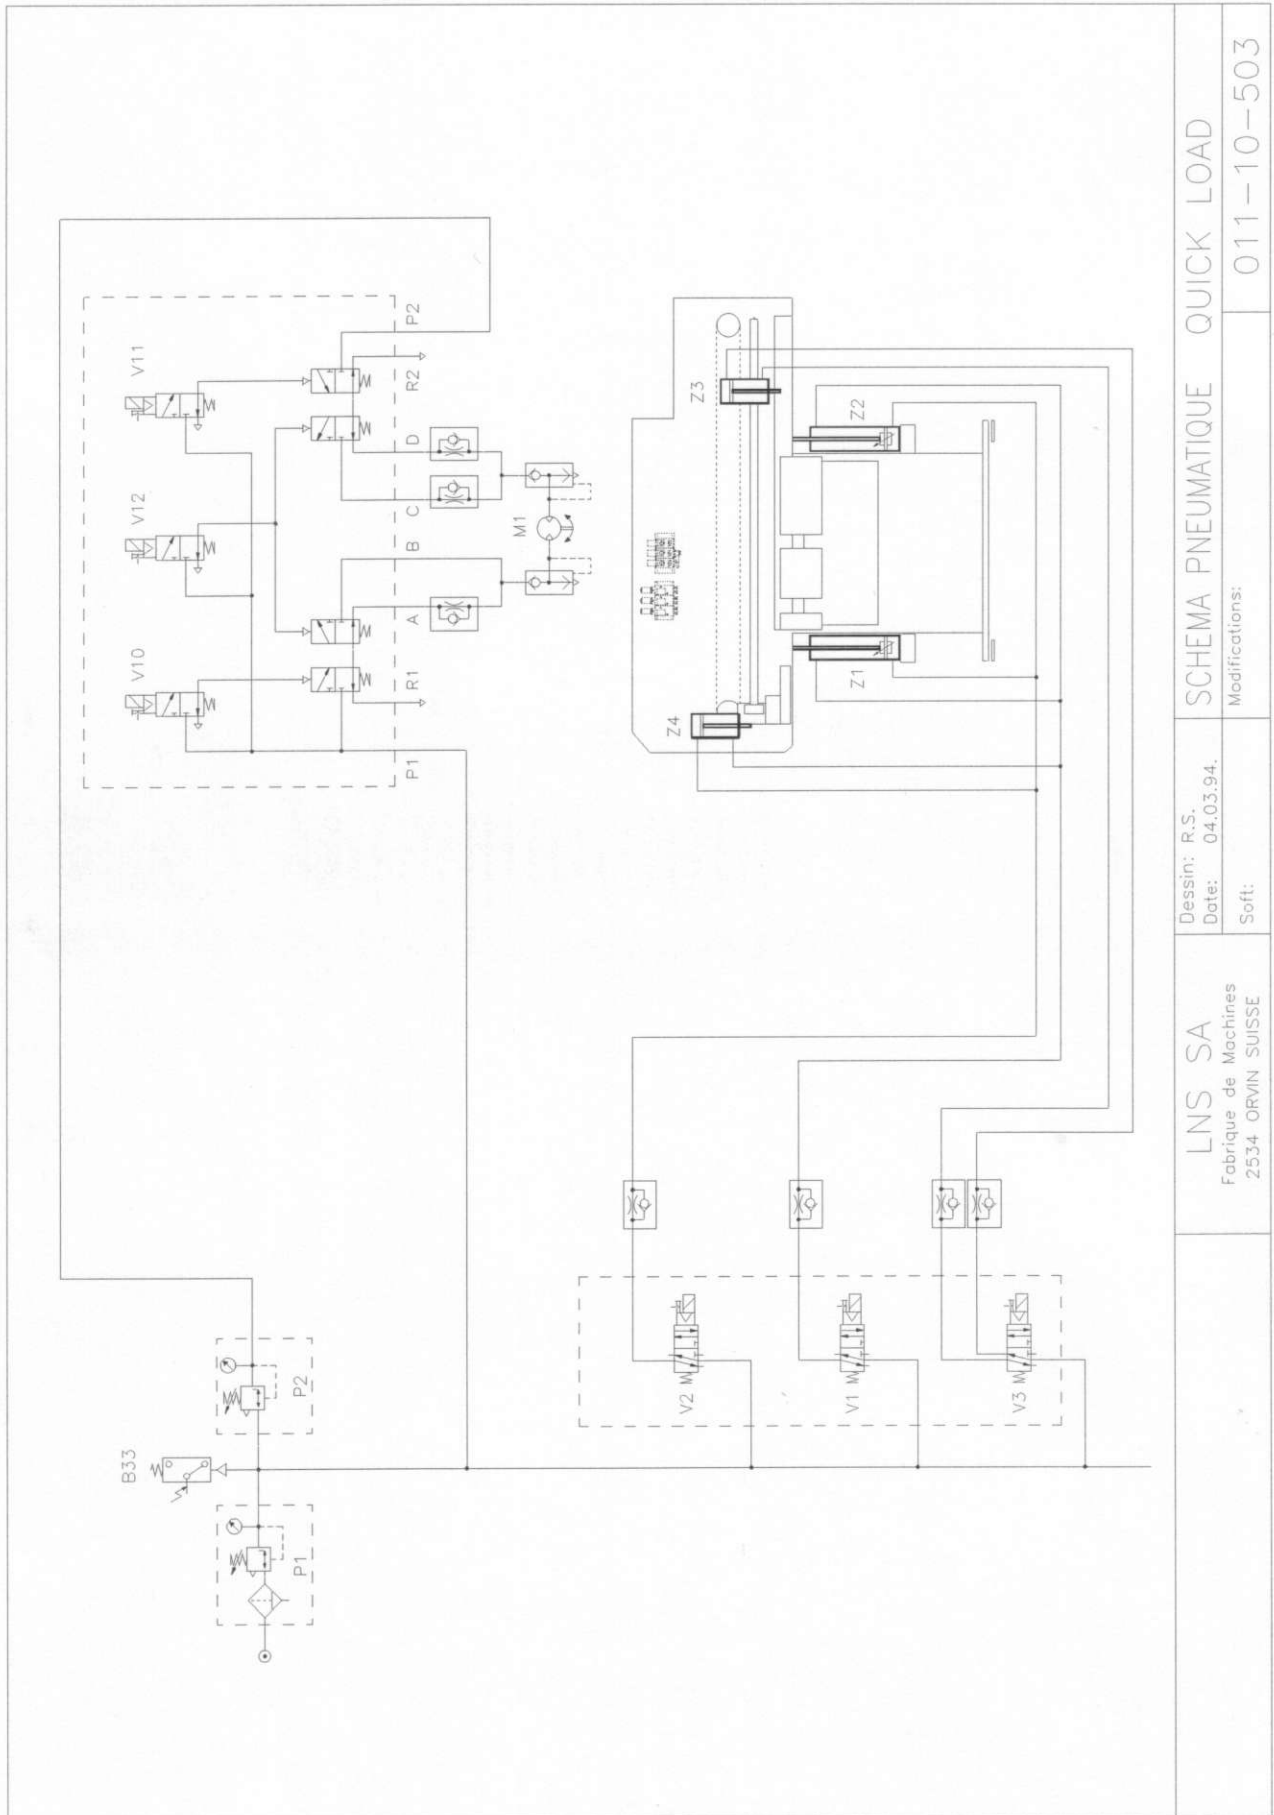 B33
P1
P2
V10
V12
V11
P1
R1
A
B
C
D
R2
P2
M1
V2
V1
V3
Z4
Z3
Z1
Z2
LNS SA
Fabrique de Machines
2534 ORVIN SUISSE
Dessin: R.S.
Date: 04.03.94.
Soft:
SCHEMA PNEUMATIQUE QUICK LOAD
Modifications:
011-10-503